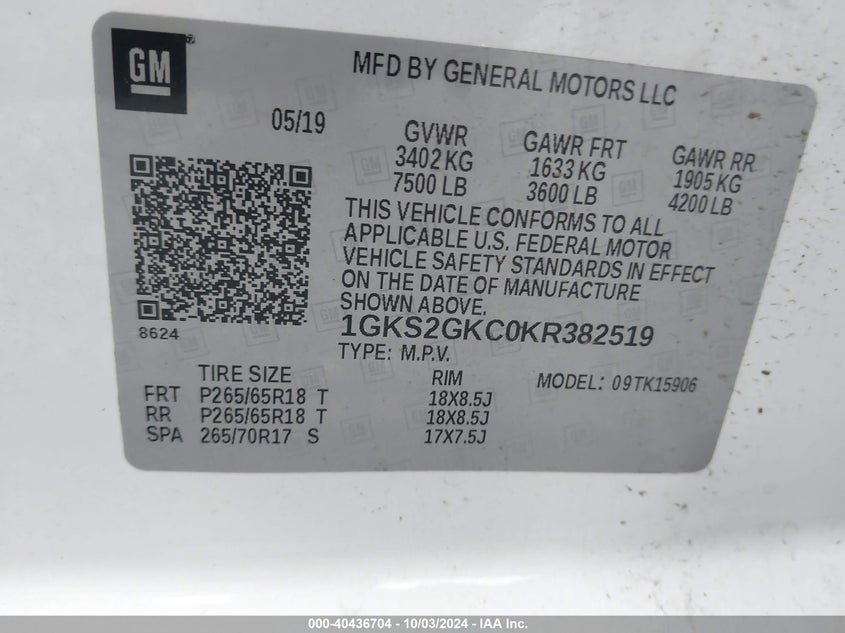 GM
MFD BY GENERAL MOTORS LLC
05/19
GVWR
3402 KG
7500 LB
GAWR FRT
1633 KG
3600 LB
GAWR RR
1905 KG
4200 LB
THIS VEHICLE CONFORMS TO ALL
APPLICABLE U.S. FEDERAL MOTOR
VEHICLE SAFETY STANDARDS IN EFFECT
ON THE DATE OF MANUFACTURE
SHOWN ABOVE.
8624
1GKS2GKC0KR382519
TYPE: M.P.V.
TIRE SIZE RIM MODEL: 09TK15906
FRT P265/65R18 T 18X8.5J
RR P265/65R18 T 18X8.5J
SPA 265/70R17 S 17X7.5J
000-40436704 - 10/03/2024 - IAA Inc.